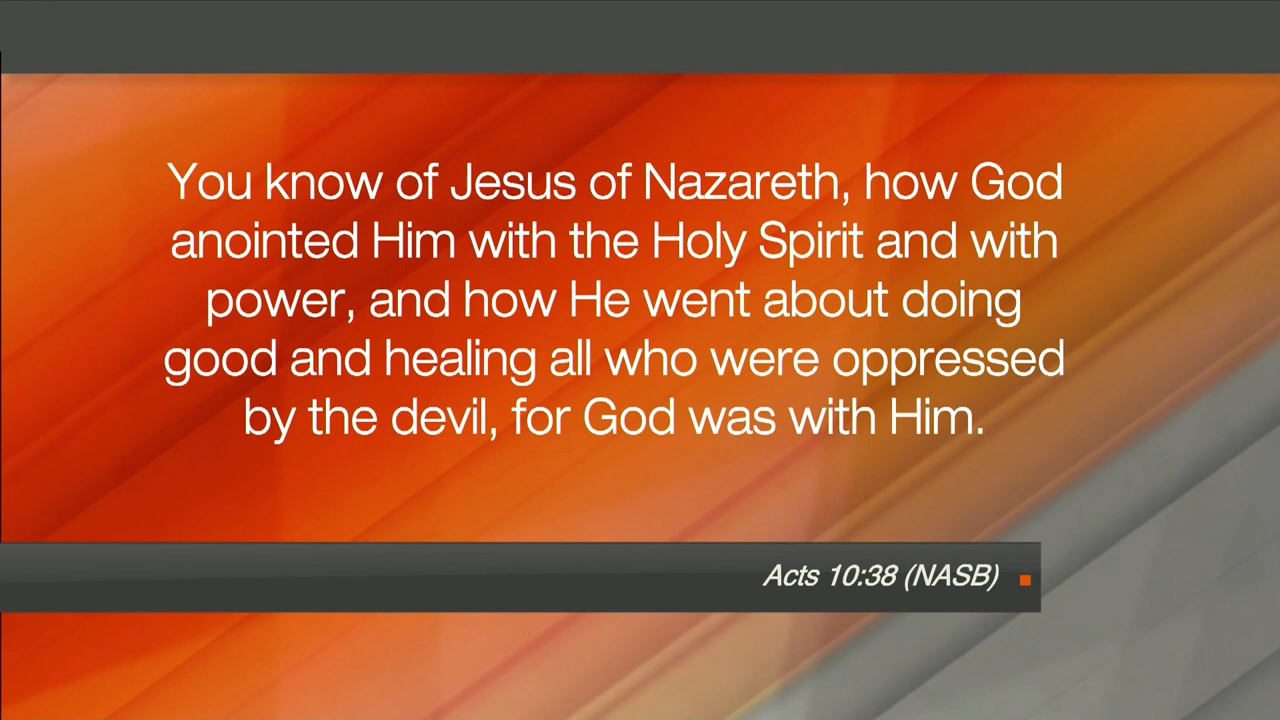 You know of Jesus of Nazareth, how God
anointed Him with the Holy Spirit and with
power, and how He went about doing
good and healing all who were oppressed
by the devil, for God was with Him.
Acts 10:38 (NASB)